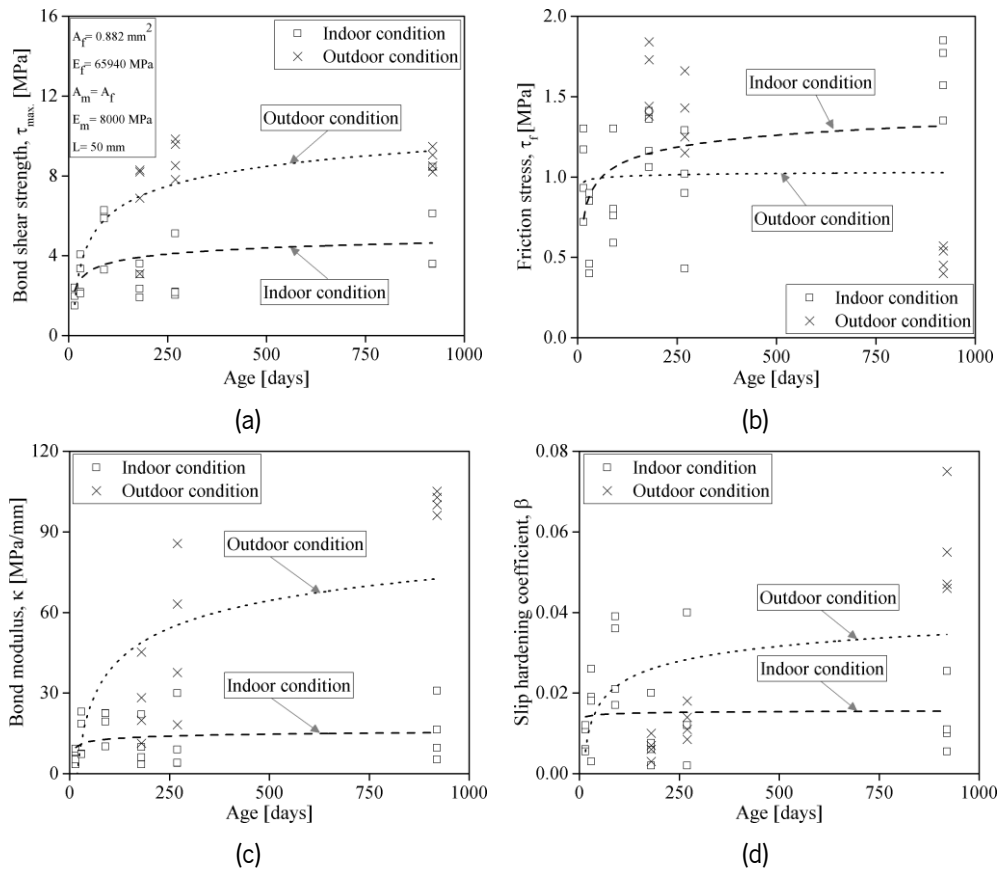 16
12
8
4
0
0
250
500
750
1000
Bond shear strength, τmax. [MPa]
Age [days]
Af= 0.882 mm2
Ef= 65940 MPa
Am= Af
Em= 8000 MPa
L= 50 mm
Indoor condition
Outdoor condition
Outdoor condition
Indoor condition
(a)
2.0
1.5
1.0
0.5
0.0
0
250
500
750
1000
Friction stress, τf [MPa]
Age [days]
Indoor condition
Outdoor condition
Indoor condition
Outdoor condition
(b)
120
90
60
30
0
0
250
500
750
1000
Bond modulus, κ [MPa/mm]
Age [days]
Indoor condition
Outdoor condition
Outdoor condition
Indoor condition
(c)
0.08
0.06
0.04
0.02
0.00
0
250
500
750
1000
Slip hardening coefficient, β
Age [days]
Indoor condition
Outdoor condition
Outdoor condition
Indoor condition
(d)